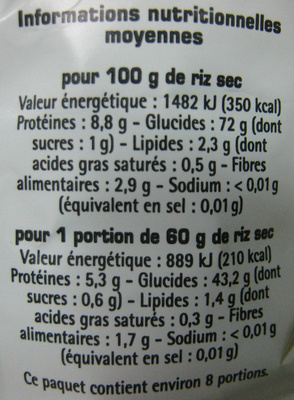 Informations nutritionnelles
moyennes
pour 100 g de riz sec
Valeur énergétique : 1482 kJ (350 kcal)
Protéines : 8,8 g - Glucides : 72 g (dont
sucres : 1 g) - Lipides : 2,3 g (dont
acides gras saturés : 0,5 g - Fibres
alimentaires : 2,9 g - Sodium : < 0,01 g
(équivalent en sel : 0,01 g)
pour 1 portion de 60 g de riz sec
Valeur énergétique : 889 kJ (210 kcal)
Protéines : 5,3 g - Glucides : 43,2 g (dont
sucres : 0,6 g) - Lipides : 1,4 g (dont
acides gras saturés : 0,3 g - Fibres
alimentaires : 1,7 g - Sodium : < 0,01 g
(équivalent en sel : 0,01 g)
Ce paquet contient environ 8 portions.